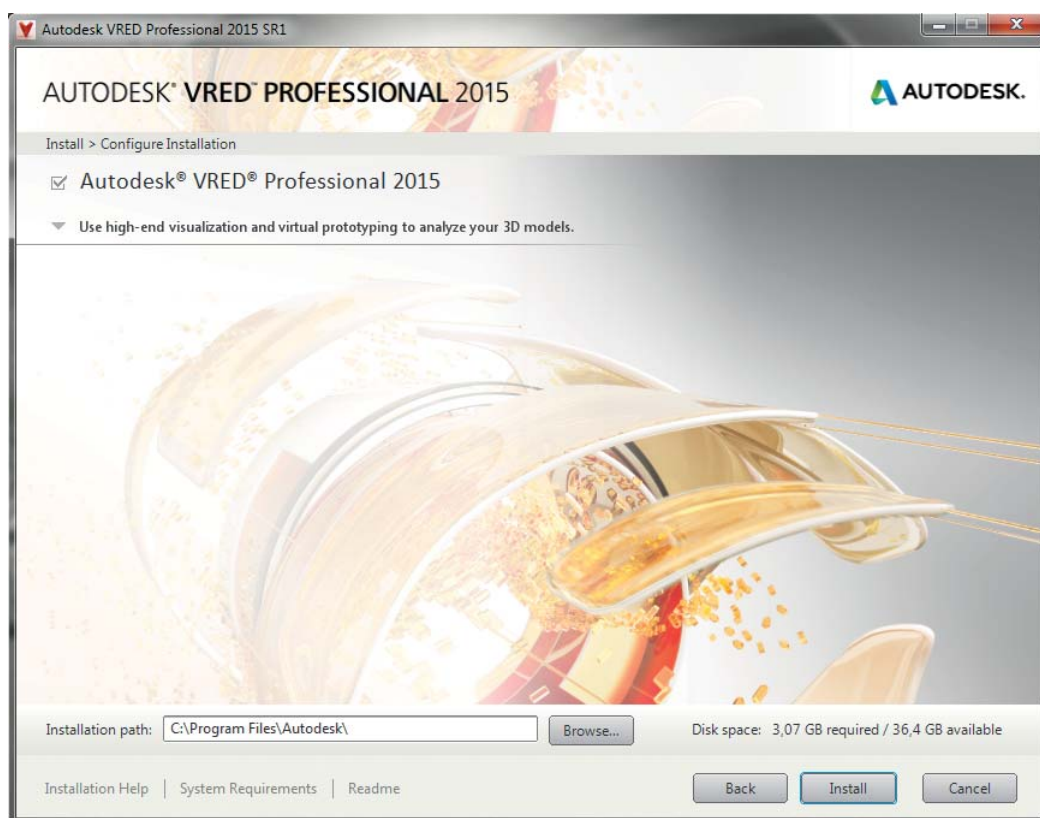 Autodesk VRED Professional 2015 SR1
AUTODESK® VRED™ PROFESSIONAL 2015
AUTODESK.
Install > Configure Installation
Autodesk® VRED® Professional 2015
Use high-end visualization and virtual prototyping to analyze your 3D models.
Installation path: C:\Program Files\Autodesk\ Browse... Disk space: 3,07 GB required / 36,4 GB available
Installation Help | System Requirements | Readme Back Install Cancel